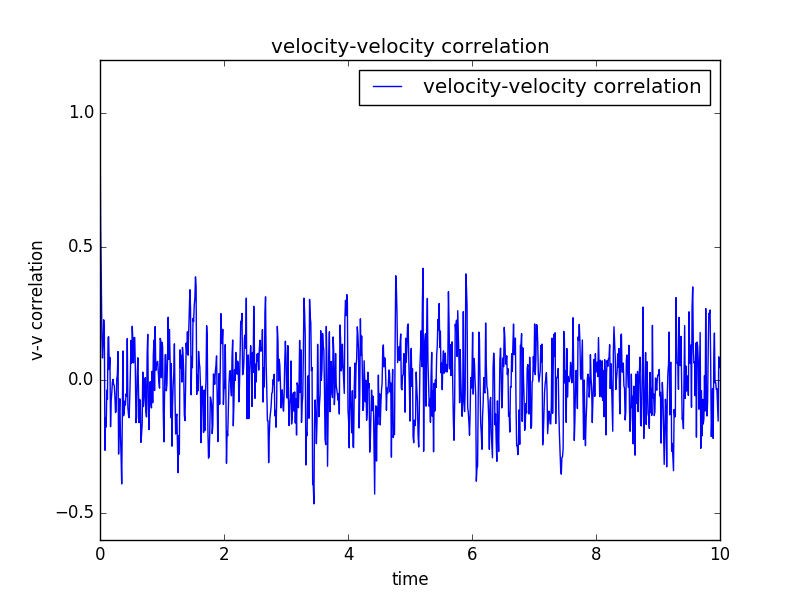 velocity-velocity correlation
velocity-velocity correlation
1.0
0.5
0.0
−0.5
v-v correlation
0 2 4 6 8 10
time